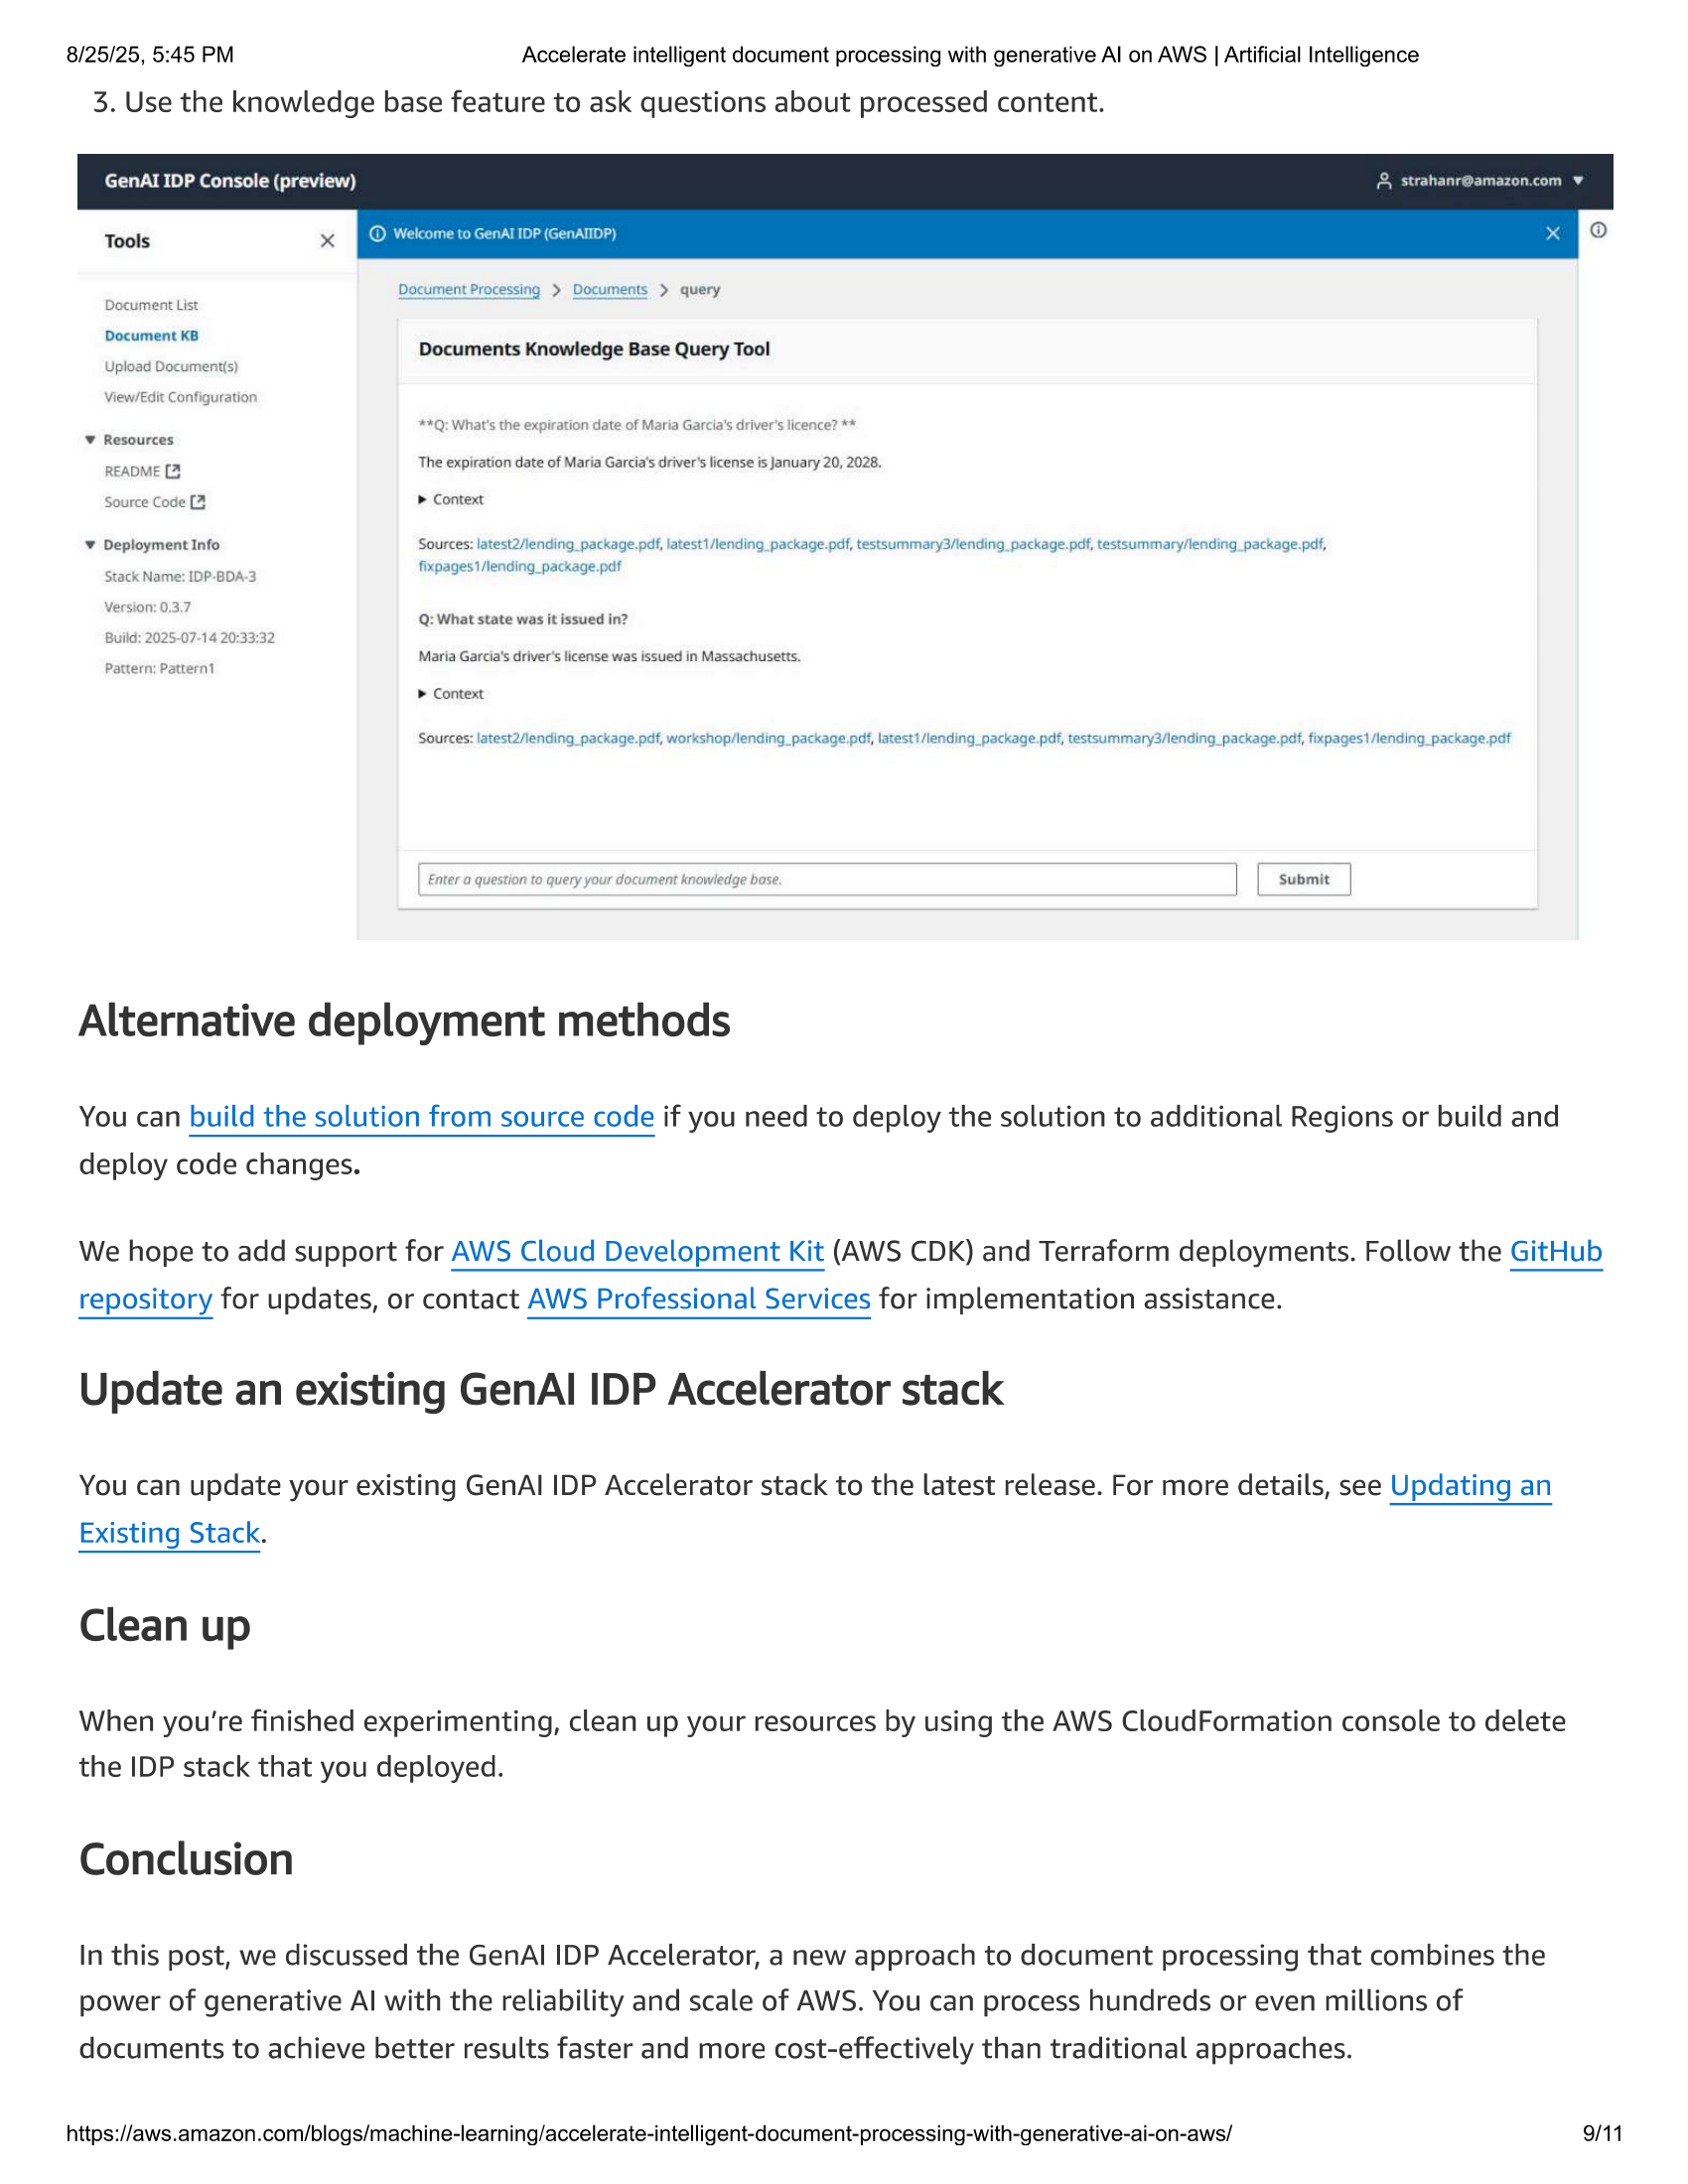 8/25/25, 5:45 PM
Accelerate intelligent document processing with generative AI on AWS | Artificial Intelligence
3. Use the knowledge base feature to ask questions about processed content.
GenAI IDP Console (preview)
strahanr@amazon.com
Tools
Document List
Document KB
Upload Document(s)
View/Edit Configuration
Resources
README
Source Code
Deployment Info
Stack Name: IDP-BDA-3
Version: 0.3.7
Build: 2025-07-14 20:33:32
Pattern: Pattern1
Welcome to GenAI IDP (GenAIIDP)
Document Processing > Documents > query
Documents Knowledge Base Query Tool
**Q: What's the expiration date of Maria Garcia's driver's licence? **
The expiration date of Maria Garcia's driver's license is January 20, 2028.
Context
Sources: latest2/lending_package.pdf, latest1/lending_package.pdf, testsummary3/lending_package.pdf, testsummary/lending_package.pdf,
fixpages1/lending_package.pdf
Q: What state was it issued in?
Maria Garcia's driver's license was issued in Massachusetts.
Context
Sources: latest2/lending_package.pdf, workshop/lending_package.pdf, latest1/lending_package.pdf, testsummary3/lending_package.pdf, fixpages1/lending_package.pdf
Enter a question to query your document knowledge base.
Submit
Alternative deployment methods
You can build the solution from source code if you need to deploy the solution to additional Regions or build and
deploy code changes.
We hope to add support for AWS Cloud Development Kit (AWS CDK) and Terraform deployments. Follow the GitHub
repository for updates, or contact AWS Professional Services for implementation assistance.
Update an existing GenAI IDP Accelerator stack
You can update your existing GenAI IDP Accelerator stack to the latest release. For more details, see Updating an
Existing Stack.
Clean up
When you’re finished experimenting, clean up your resources by using the AWS CloudFormation console to delete
the IDP stack that you deployed.
Conclusion
In this post, we discussed the GenAI IDP Accelerator, a new approach to document processing that combines the
power of generative AI with the reliability and scale of AWS. You can process hundreds or even millions of
documents to achieve better results faster and more cost-effectively than traditional approaches.
https://aws.amazon.com/blogs/machine-learning/accelerate-intelligent-document-processing-with-generative-ai-on-aws/
9/11